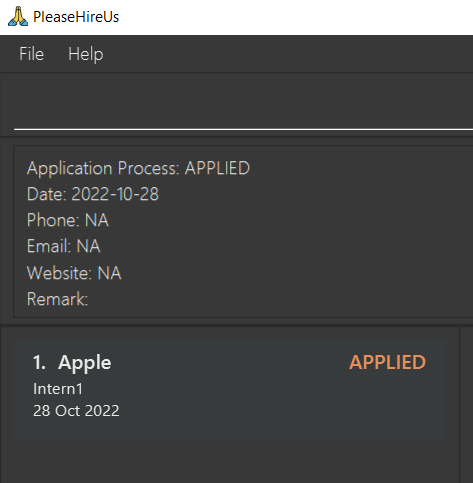 PleaseHireUs
File Help
Application Process: APPLIED
Date: 2022-10-28
Phone: NA
Email: NA
Website: NA
Remark:
1. Apple APPLIED
Intern1
28 Oct 2022